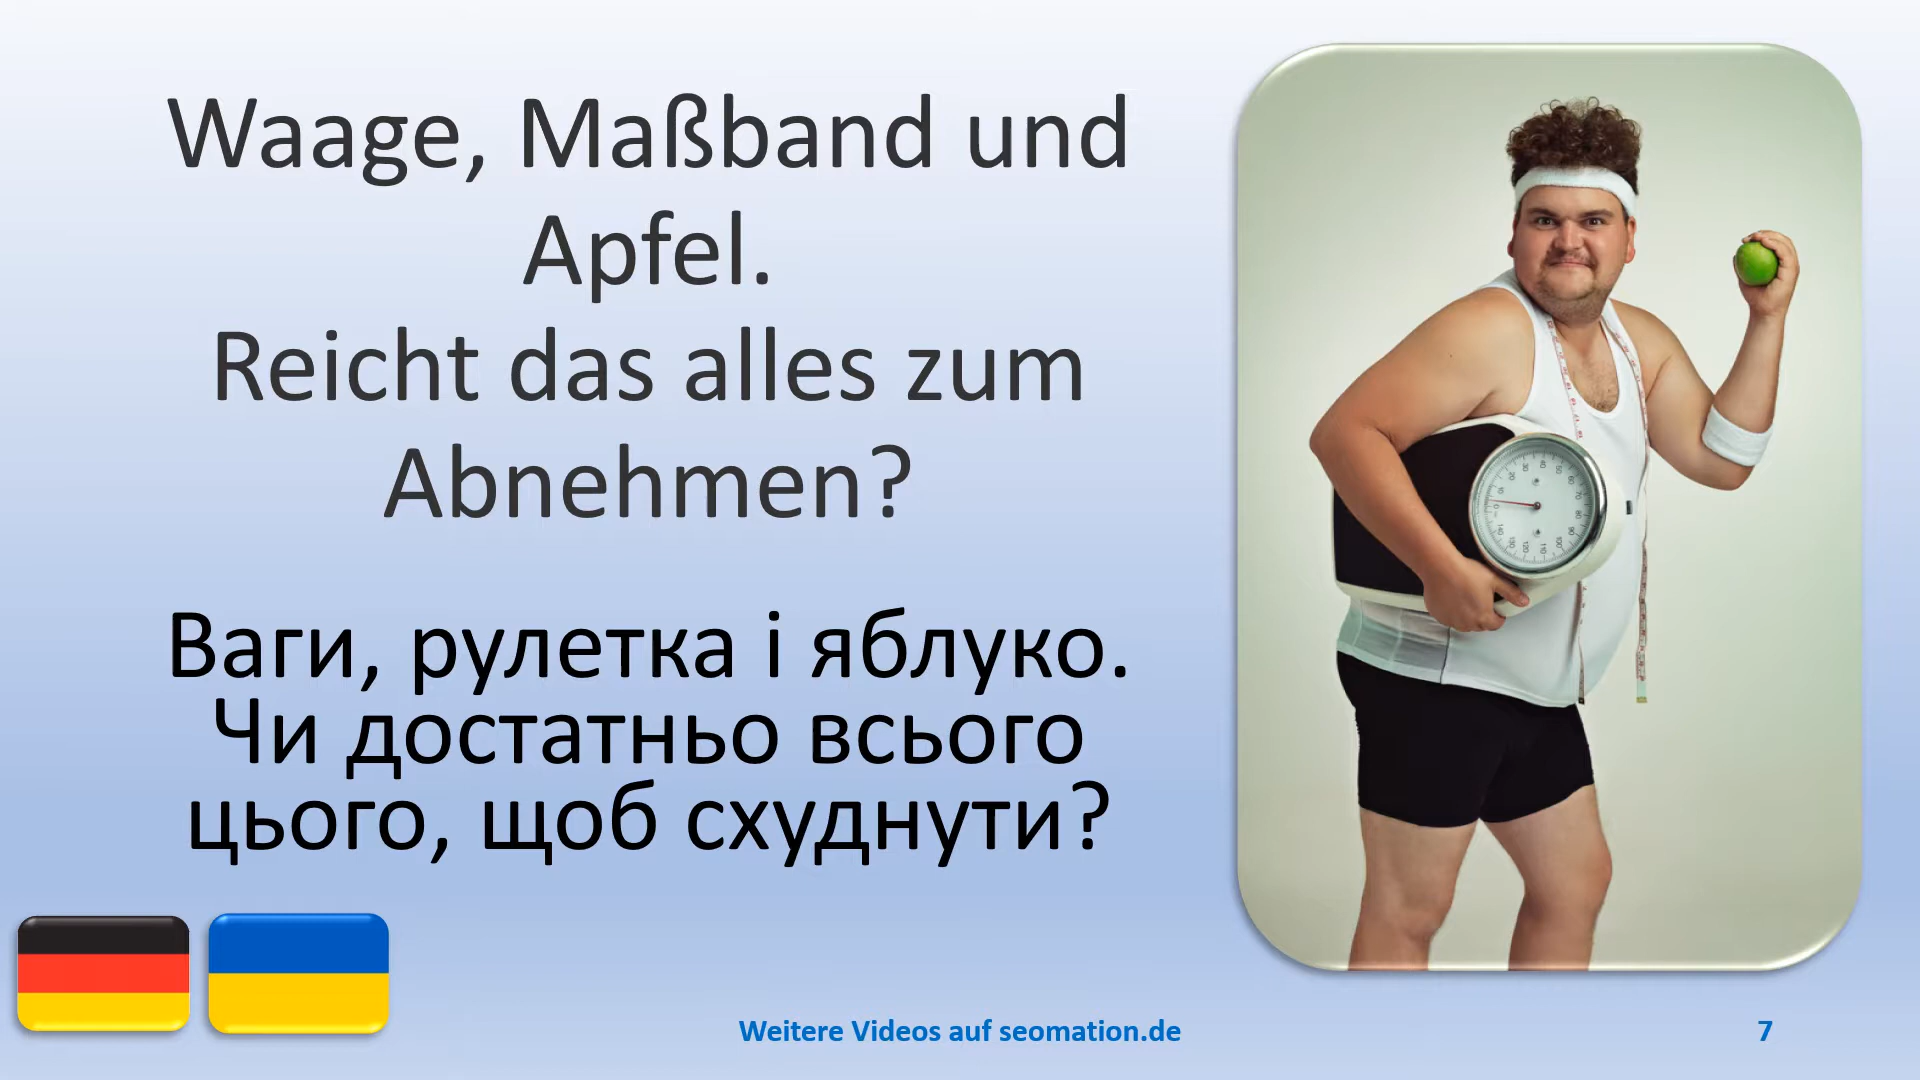 Waage, Maßband und
Apfel.
Reicht das alles zum
Abnehmen?
Ваги, рулетка і яблуко.
Чи достатньо всього
цього, щоб схуднути?
Weitere Videos auf seomation.de
7